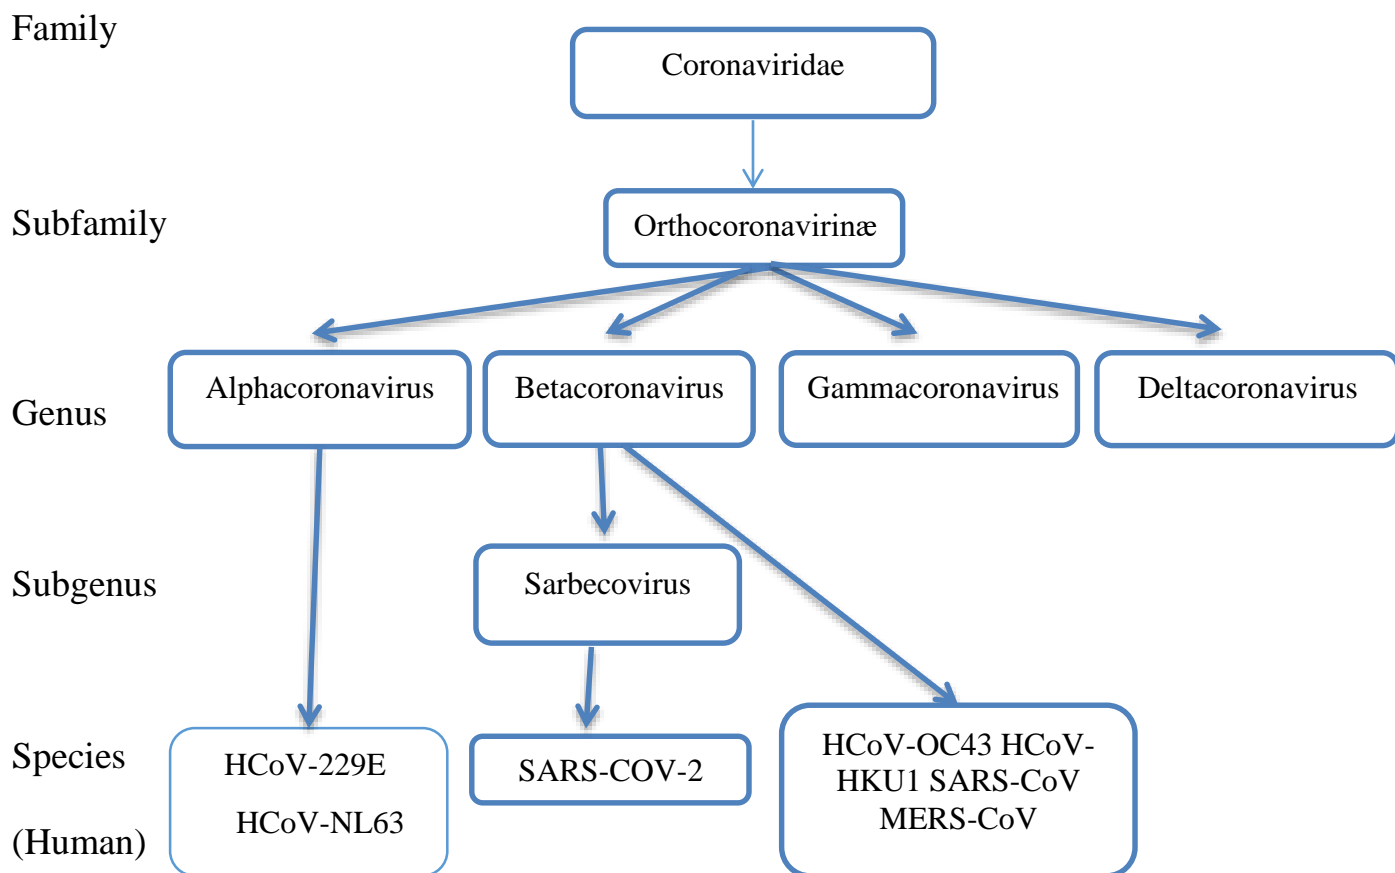 Family
Coronaviridae
Subfamily
Orthocoronavirinæ
Genus
Alphacoronavirus
Betacoronavirus
Gammacoronavirus
Deltacoronavirus
Subgenus
Sarbecovirus
Species
(Human)
HCoV-229E
HCoV-NL63
SARS-COV-2
HCoV-OC43 HCoV-
HKU1 SARS-CoV
MERS-CoV